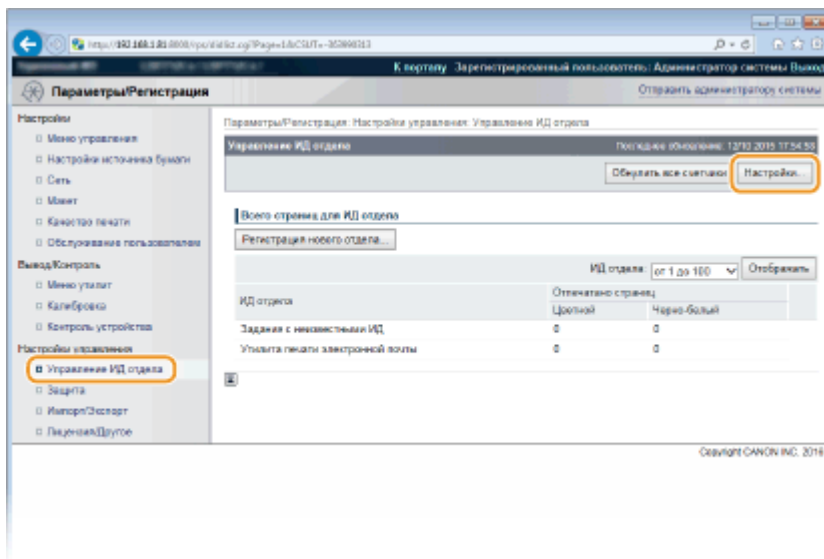 К порталу Зарегистрированный пользователь: Администратор системы Выход
Параметры/Регистрация
Отправить администратору системы
Настройки
Меню управления
Настройки источника бумаги
Сеть
Макет
Качество печати
Обслуживание пользователем
Вывод/Контроль
Меню утилит
Калибровка
Контроль устройства
Настройки управления
Управление ИД отдела
Защита
Импорт/Экспорт
Лицензия/Другое
Параметры/Регистрация: Настройки управления: Управление ИД отдела
Управление ИД отдела
Последнее обновление: 12/10 2015 17:54:58
Обнулить все счетчики
Настройки...
Всего страниц для ИД отдела
Регистрация нового отдела...
ИД отдела: от 1 до 100 Отображать
ИД отдела
Отпечатано страниц
Цветной Черно-белый
Задания с неизвестными ИД 0 0
Утилита печати электронной почты 0 0
Copyright CANON INC. 2016